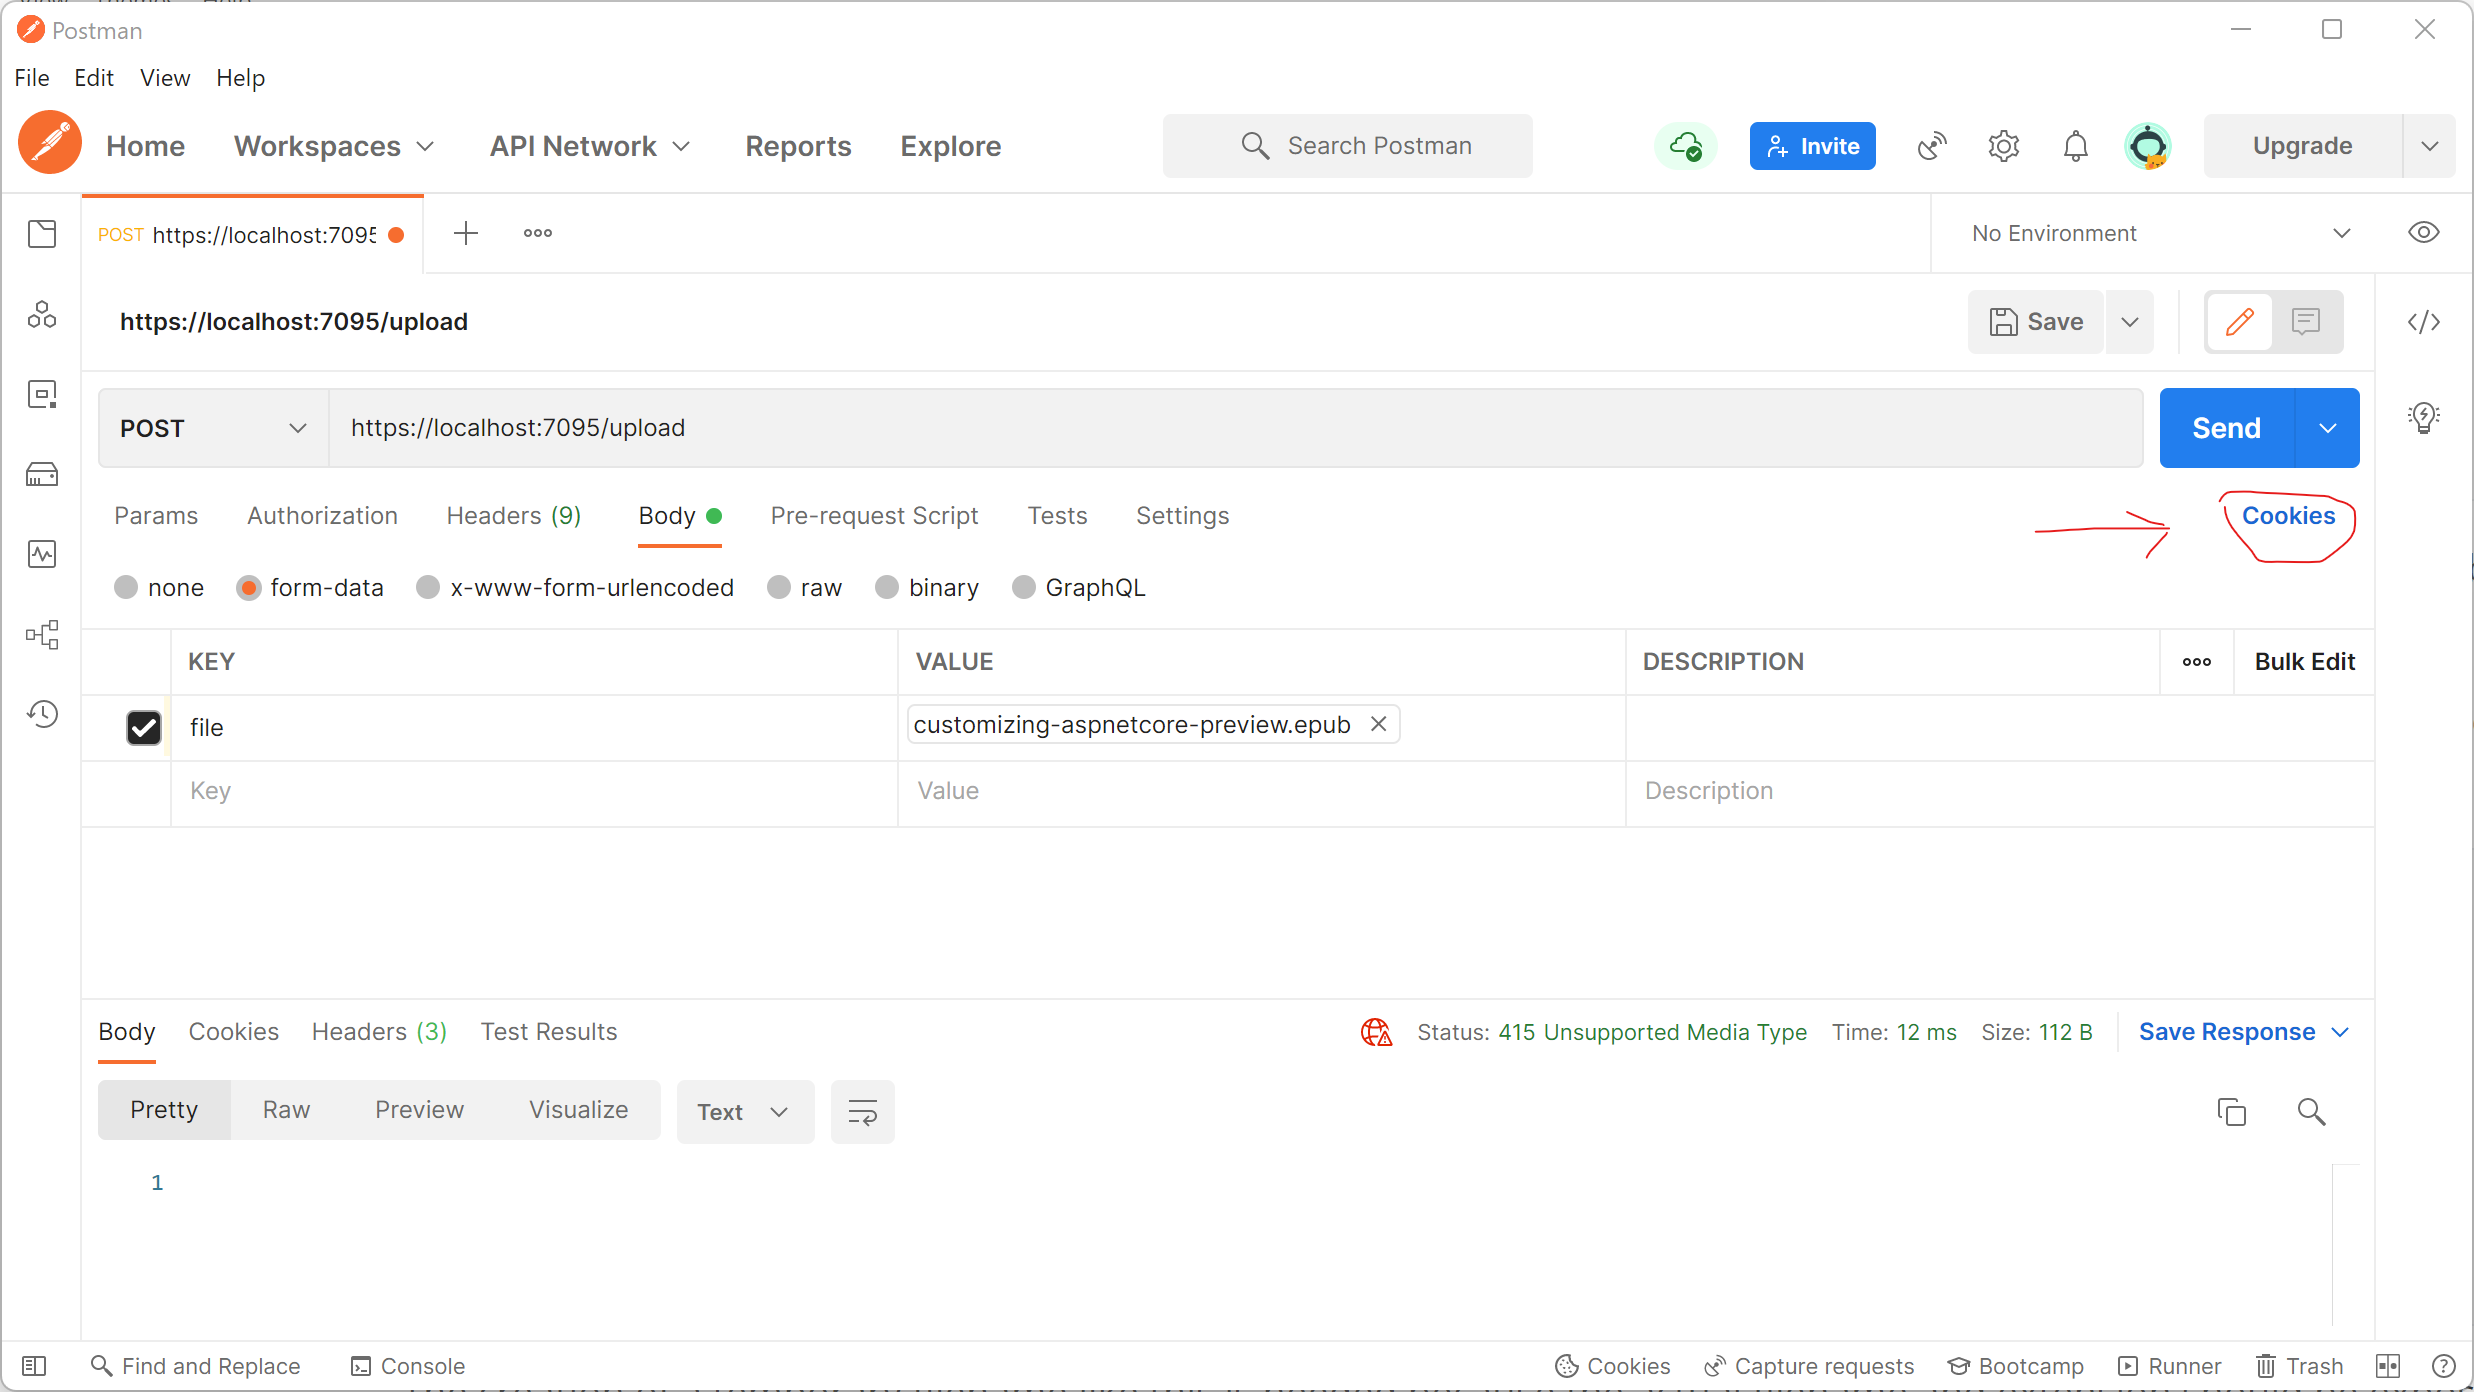 Postman
File Edit View Help
Home Workspaces API Network Reports Explore Search Postman Invite Upgrade
POST https://localhost:7095 No Environment
https://localhost:7095/upload Save
POST https://localhost:7095/upload Send
Params Authorization Headers (9) Body Pre-request Script Tests Settings Cookies
none form-data x-www-form-urlencoded raw binary GraphQL
KEY VALUE DESCRIPTION Bulk Edit
file customizing-aspnetcore-preview.epub
Key Value Description
Body Cookies Headers (3) Test Results Status: 415 Unsupported Media Type Time: 12 ms Size: 112 B Save Response
Pretty Raw Preview Visualize Text
1
Find and Replace Console Cookies Capture requests Bootcamp Runner Trash